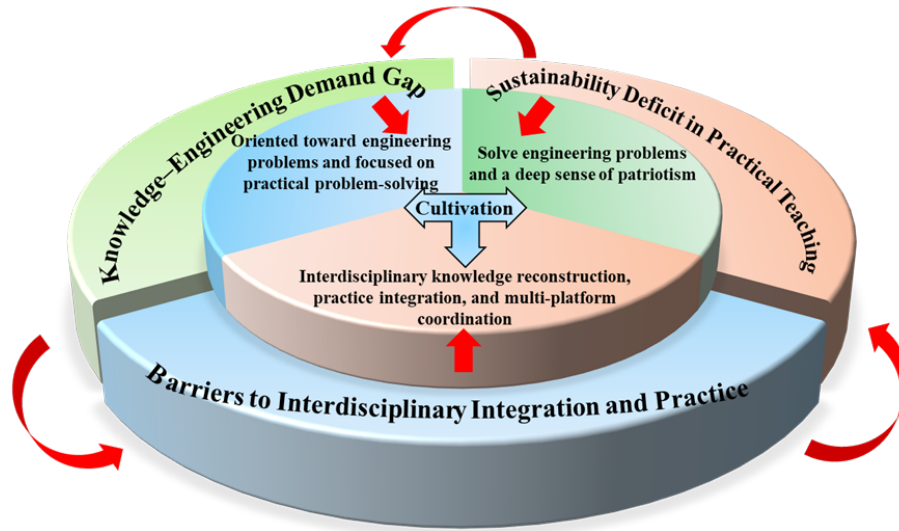 Knowledge–Engineering Demand Gap
Sustainability Deficit in Practical Teaching
Oriented toward engineering
problems and focused on
practical problem-solving
Solve engineering problems
and a deep sense of patriotism
Cultivation
Interdisciplinary knowledge reconstruction,
practice integration, and multi-platform
coordination
Barriers to Interdisciplinary Integration and Practice